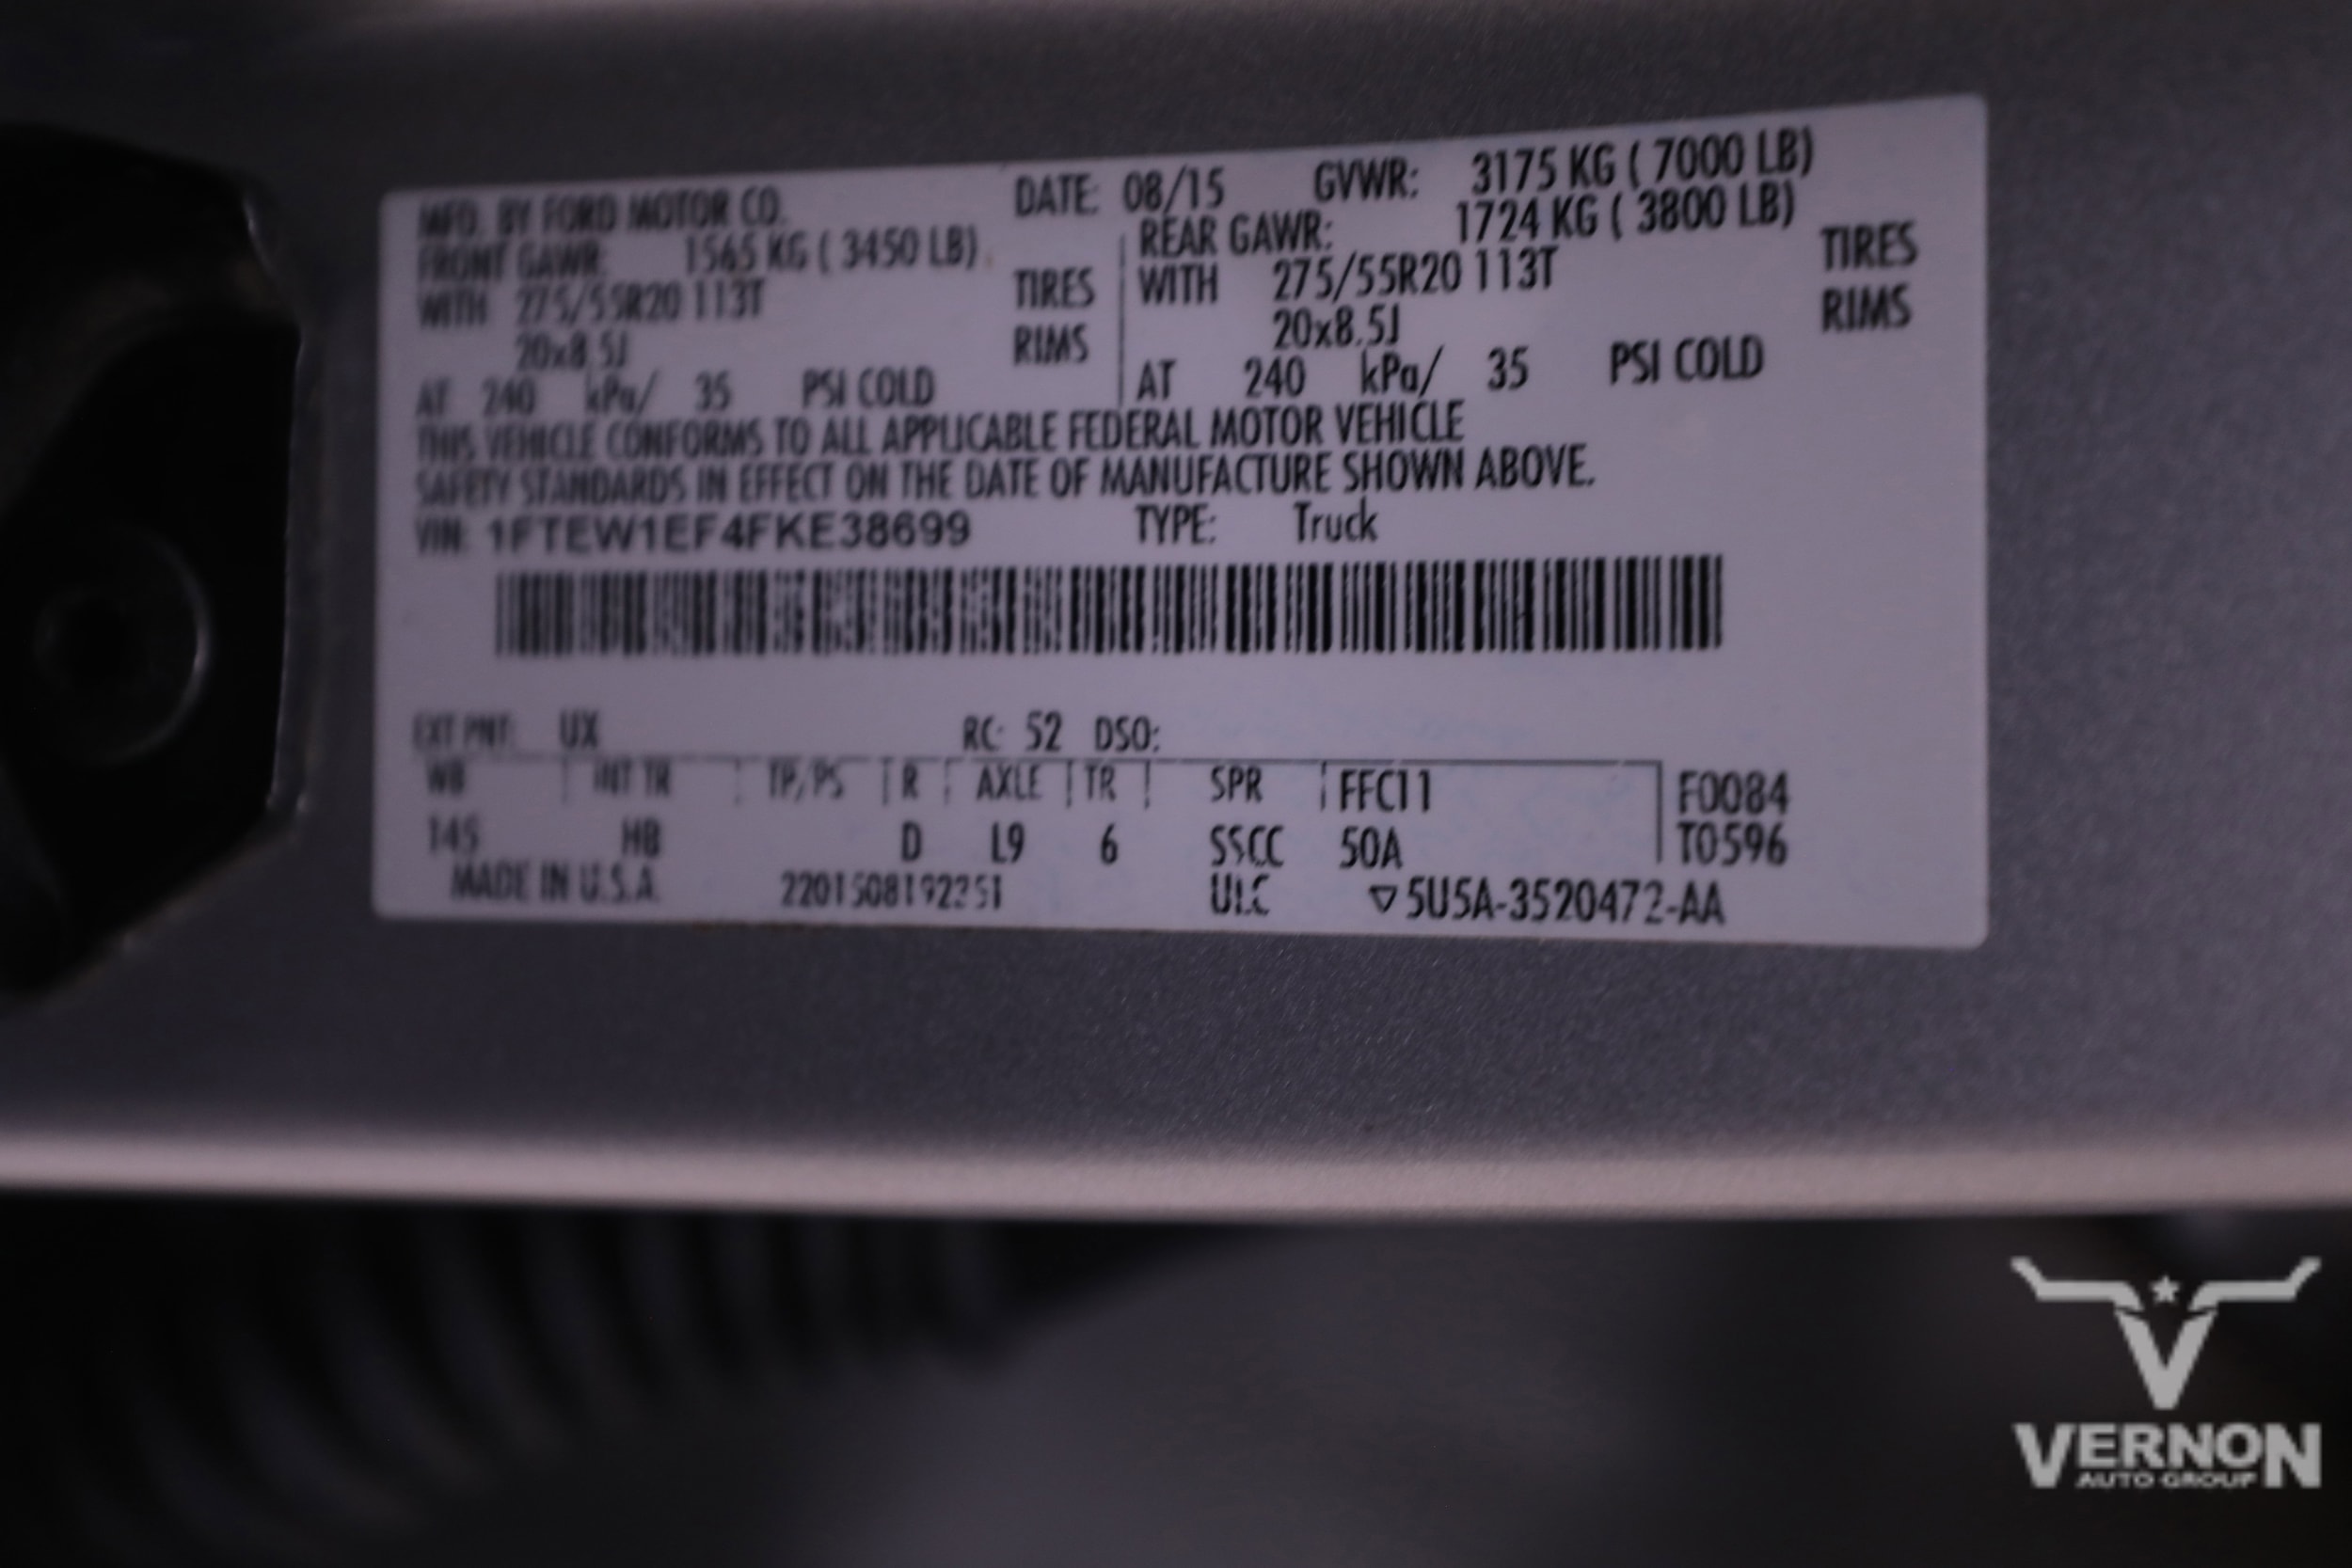 MFD. BY FORD MOTOR CO. DATE: 08/15 GVWR: 3175 KG ( 7000 LB)
FRONT GAWR: 1565 KG ( 3450 LB) REAR GAWR: 1724 KG ( 3800 LB)
WITH 275/55R20 113T TIRES WITH 275/55R20 113T TIRES
20x8.5J RIMS 20x8.5J RIMS
AT 240 kPa/ 35 PSI COLD AT 240 kPa/ 35 PSI COLD
THIS VEHICLE CONFORMS TO ALL APPLICABLE FEDERAL MOTOR VEHICLE
SAFETY STANDARDS IN EFFECT ON THE DATE OF MANUFACTURE SHOWN ABOVE.
VIN: 1FTEW1EF4FKE38699 TYPE: Truck
EXT PNT: UX RC: 52 DSO:
WB INT TR TP/PS R AXLE TR SPR FFC11 F0084
145 HB D L9 6 SSCC 50A T0596
MADE IN U.S.A. ULC ▽5U5A-3520472-AA
VERNON
AUTO GROUP